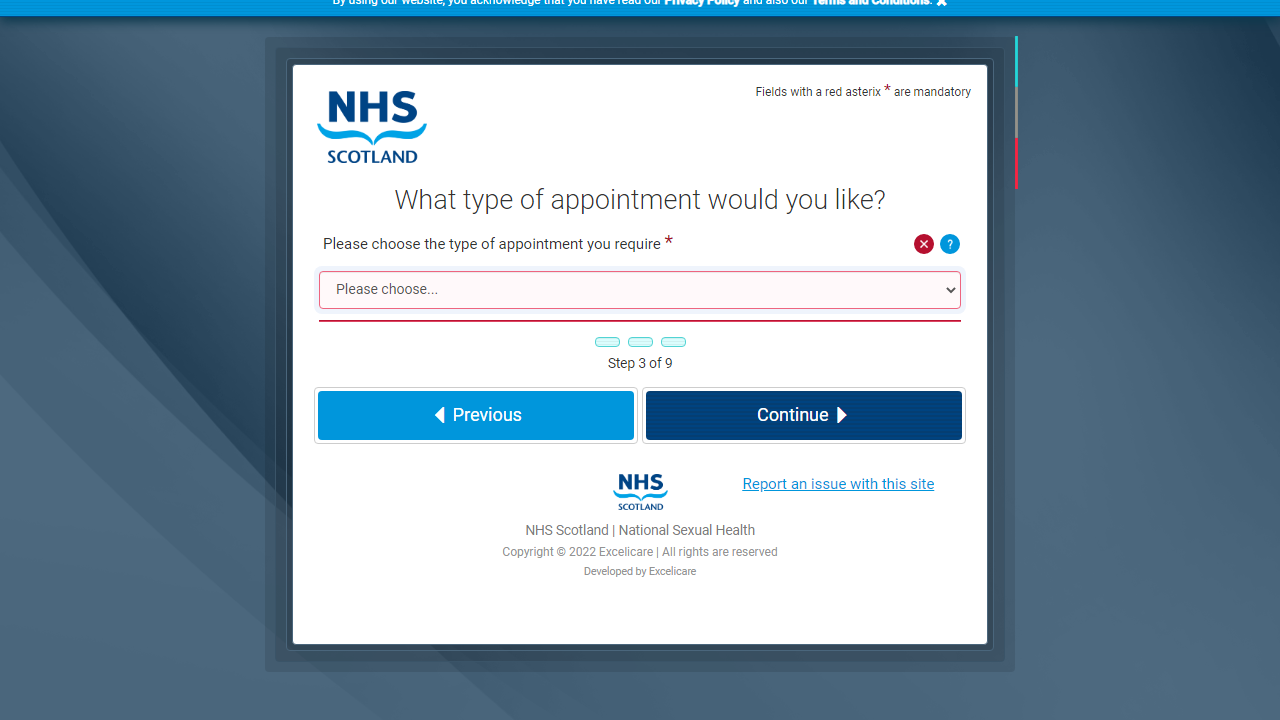 By using our website, you acknowledge that you have read our Privacy Policy and also our Terms and Conditions. ×
NHS
SCOTLAND
Fields with a red asterix * are mandatory
What type of appointment would you like?
Please choose the type of appointment you require *
?
Please choose...
Step 3 of 9
Previous
Continue
NHS
SCOTLAND
Report an issue with this site
NHS Scotland | National Sexual Health
Copyright © 2022 Excelicare | All rights are reserved
Developed by Excelicare